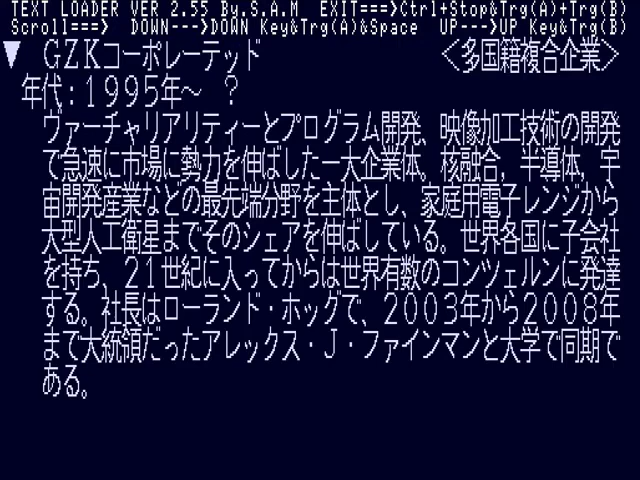 TEXT LOADER VER 2.55 By.S.A.M  EXIT===>Ctrl+Stop&Trg(A)+Trg(B)
Scroll===>  DOWN--->DOWN Key&Trg(A)&Space  UP--->UP Key&Trg(B)
▼ GZKコーポレーテッド　　　　　　　＜多国籍複合企業＞
年代：1995年～　？
ヴァーチャリアリティーとプログラム開発、映像加工技術の開発
で急速に市場に勢力を伸ばした一大企業体。核融合，半導体，宇
宙開発産業などの最先端分野を主体とし、家庭用電子レンジから
大型人工衛星までそのシェアを伸ばしている。世界各国に子会社
を持ち、21世紀に入ってからは世界有数のコンツェルンに発達
する。社長はローランド・ホッグで、2003年から2008年
まで大統領だったアレックス・J・ファインマンと大学で同期で
ある。